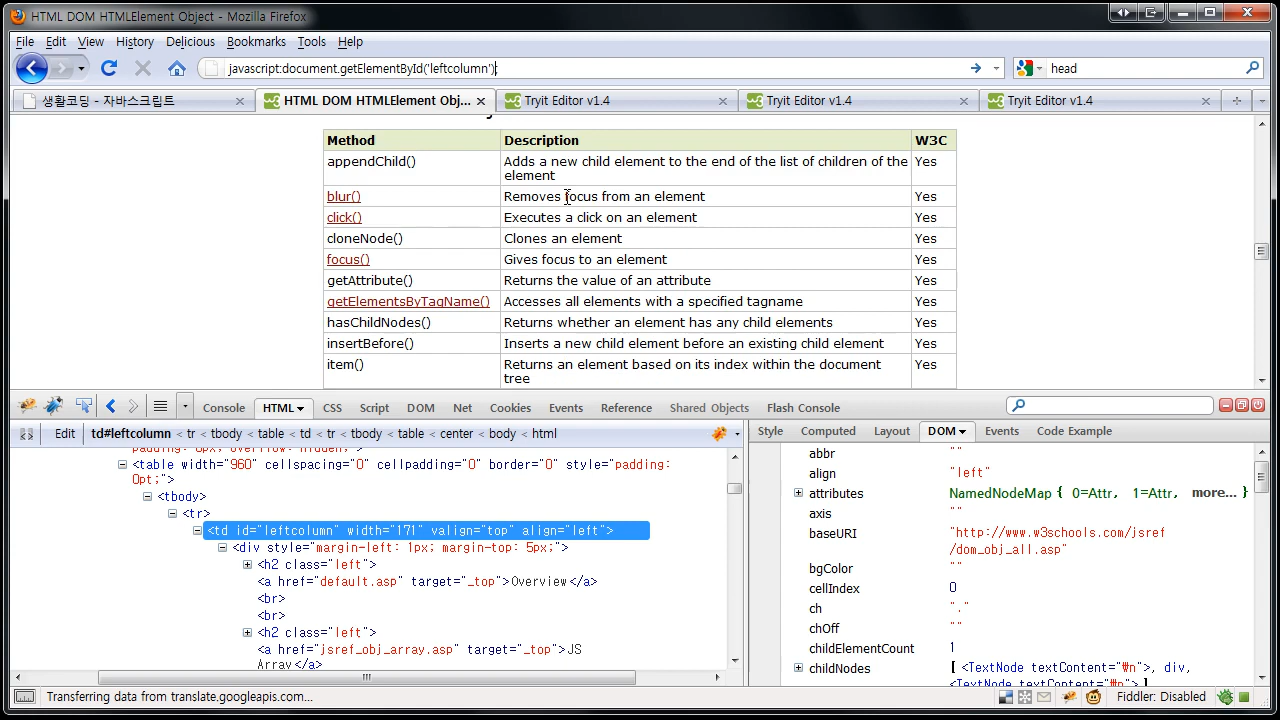 HTML DOM HTMLElement Object - Mozilla Firefox
File Edit View History Delicious Bookmarks Tools Help
javascript:document.getElementById('leftcolumn'); head
생활코딩 - 자바스크립트 HTML DOM HTMLElement Obj... Tryit Editor v1.4 Tryit Editor v1.4 Tryit Editor v1.4
Method Description W3C
appendChild() Adds a new child element to the end of the list of children of the Yes
element
blur() Removes focus from an element Yes
click() Executes a click on an element Yes
cloneNode() Clones an element Yes
focus() Gives focus to an element Yes
getAttribute() Returns the value of an attribute Yes
getElementsByTagName() Accesses all elements with a specified tagname Yes
hasChildNodes() Returns whether an element has any child elements Yes
insertBefore() Inserts a new child element before an existing child element Yes
item() Returns an element based on its index within the document Yes
tree
Console HTML CSS Script DOM Net Cookies Events Reference Shared Objects Flash Console
Edit td#leftcolumn < tr < tbody < table < td < tr < tbody < table < center < body < html
Style Computed Layout DOM Events Code Example
padding: 0px; overflow: hidden;">
<table width="960" cellspacing="0" cellpadding="0" border="0" style="padding:
0pt;">
<tbody>
<tr>
<td id="leftcolumn" width="171" valign="top" align="left">
<div style="margin-left: 1px; margin-top: 5px;">
<h2 class="left">
<a href="default.asp" target="_top">Overview</a>
<br>
<br>
<h2 class="left">
<a href="jsref_obj_array.asp" target="_top">JS
Array</a>
abbr ""
align "left"
attributes NamedNodeMap { 0=Attr, 1=Attr, more... }
axis ""
baseURI "http://www.w3schools.com/jsref
/dom_obj_all.asp"
bgColor ""
cellIndex 0
ch "."
chOff ""
childElementCount 1
childNodes [ <TextNode textContent="₩n">, div,
<TextNode textContent="₩n"> ]
Transferring data from translate.googleapis.com... Fiddler: Disabled